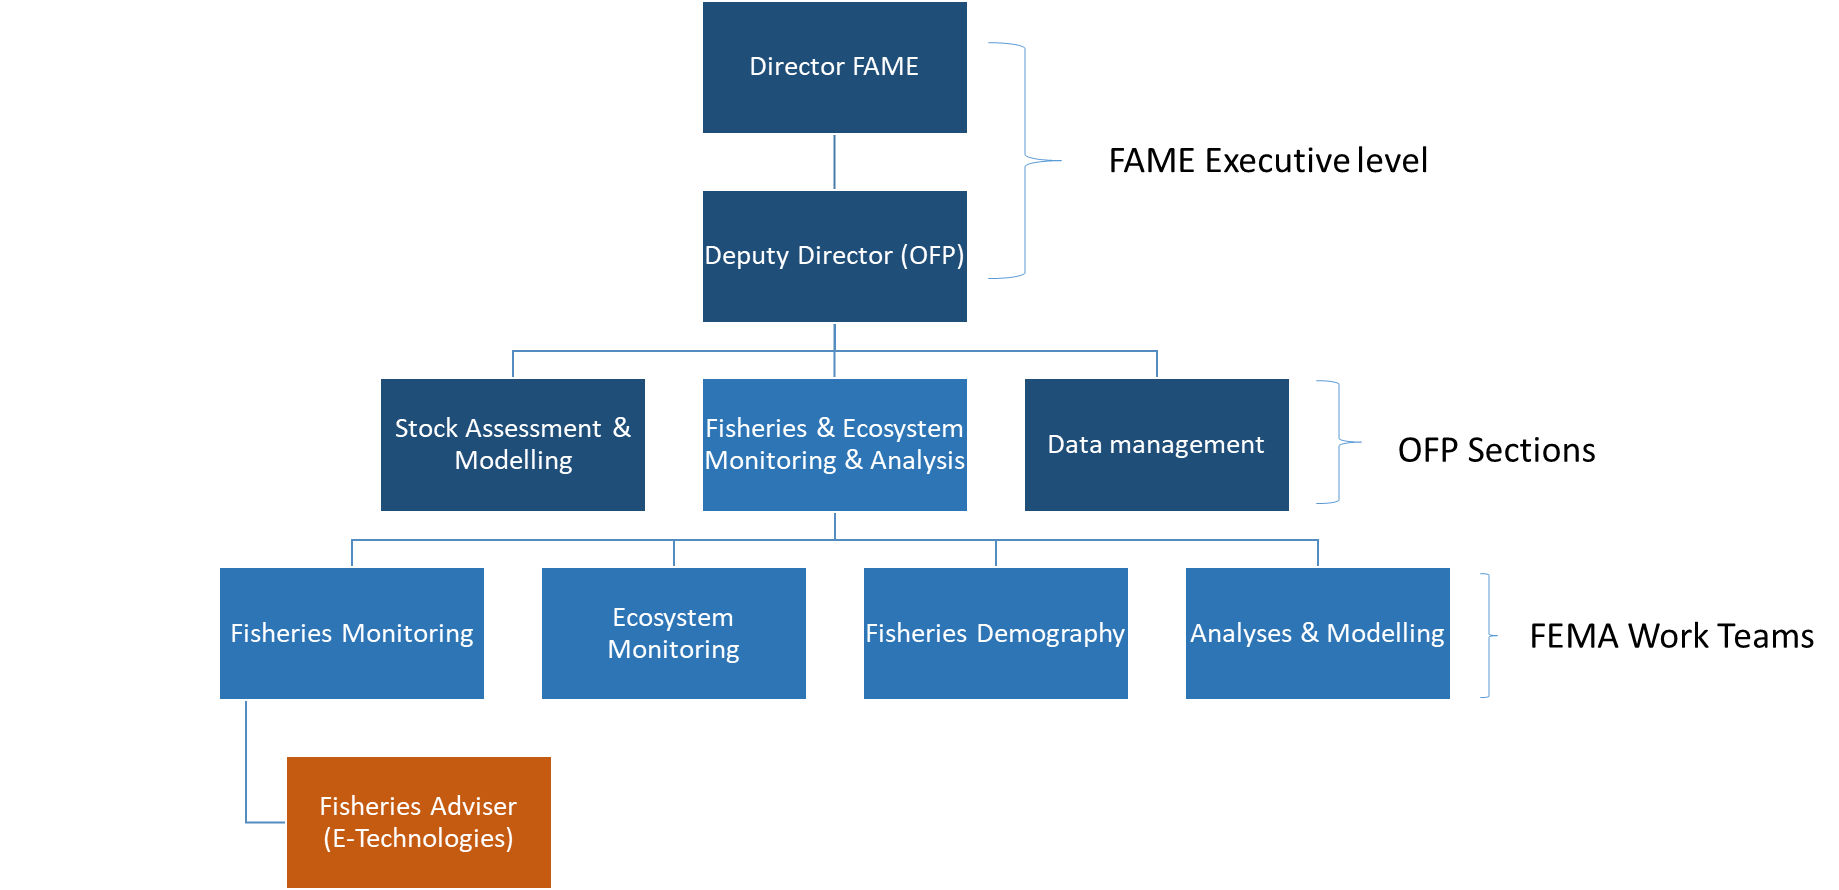 Director FAME
FAME Executive level
Deputy Director (OFP)
Stock Assessment &
Modelling
Fisheries & Ecosystem
Monitoring & Analysis
Data management
OFP Sections
Fisheries Monitoring
Ecosystem
Monitoring
Fisheries Demography
Analyses & Modelling
FEMA Work Teams
Fisheries Adviser
(E-Technologies)